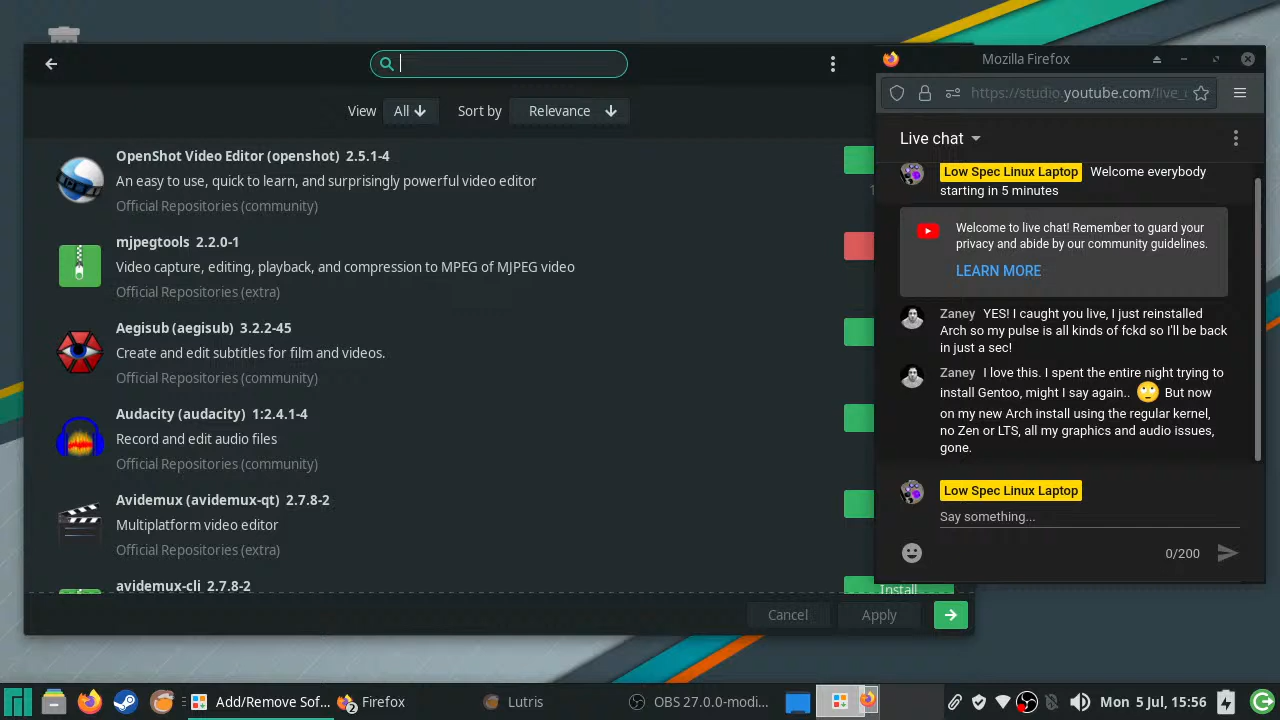 View All Sort by Relevance
OpenShot Video Editor (openshot) 2.5.1-4
An easy to use, quick to learn, and surprisingly powerful video editor
Official Repositories (community)
mjpegtools 2.2.0-1
Video capture, editing, playback, and compression to MPEG of MJPEG video
Official Repositories (extra)
Aegisub (aegisub) 3.2.2-45
Create and edit subtitles for film and videos.
Official Repositories (community)
Audacity (audacity) 1:2.4.1-4
Record and edit audio files
Official Repositories (community)
Avidemux (avidemux-qt) 2.7.8-2
Multiplatform video editor
Official Repositories (extra)
avidemux-cli 2.7.8-2
Install
Cancel Apply
Mozilla Firefox
https://studio.youtube.com/live_
Live chat
Low Spec Linux Laptop Welcome everybody
starting in 5 minutes
Welcome to live chat! Remember to guard your
privacy and abide by our community guidelines.
LEARN MORE
Zaney YES! I caught you live, I just reinstalled
Arch so my pulse is all kinds of fckd so I'll be back
in just a sec!
Zaney I love this. I spent the entire night trying to
install Gentoo, might I say again.. 🙄 But now
on my new Arch install using the regular kernel,
no Zen or LTS, all my graphics and audio issues,
gone.
Low Spec Linux Laptop
Say something...
0/200
Add/Remove Sof... 2 Firefox Lutris OBS 27.0.0-modi... Mon 5 Jul, 15:56